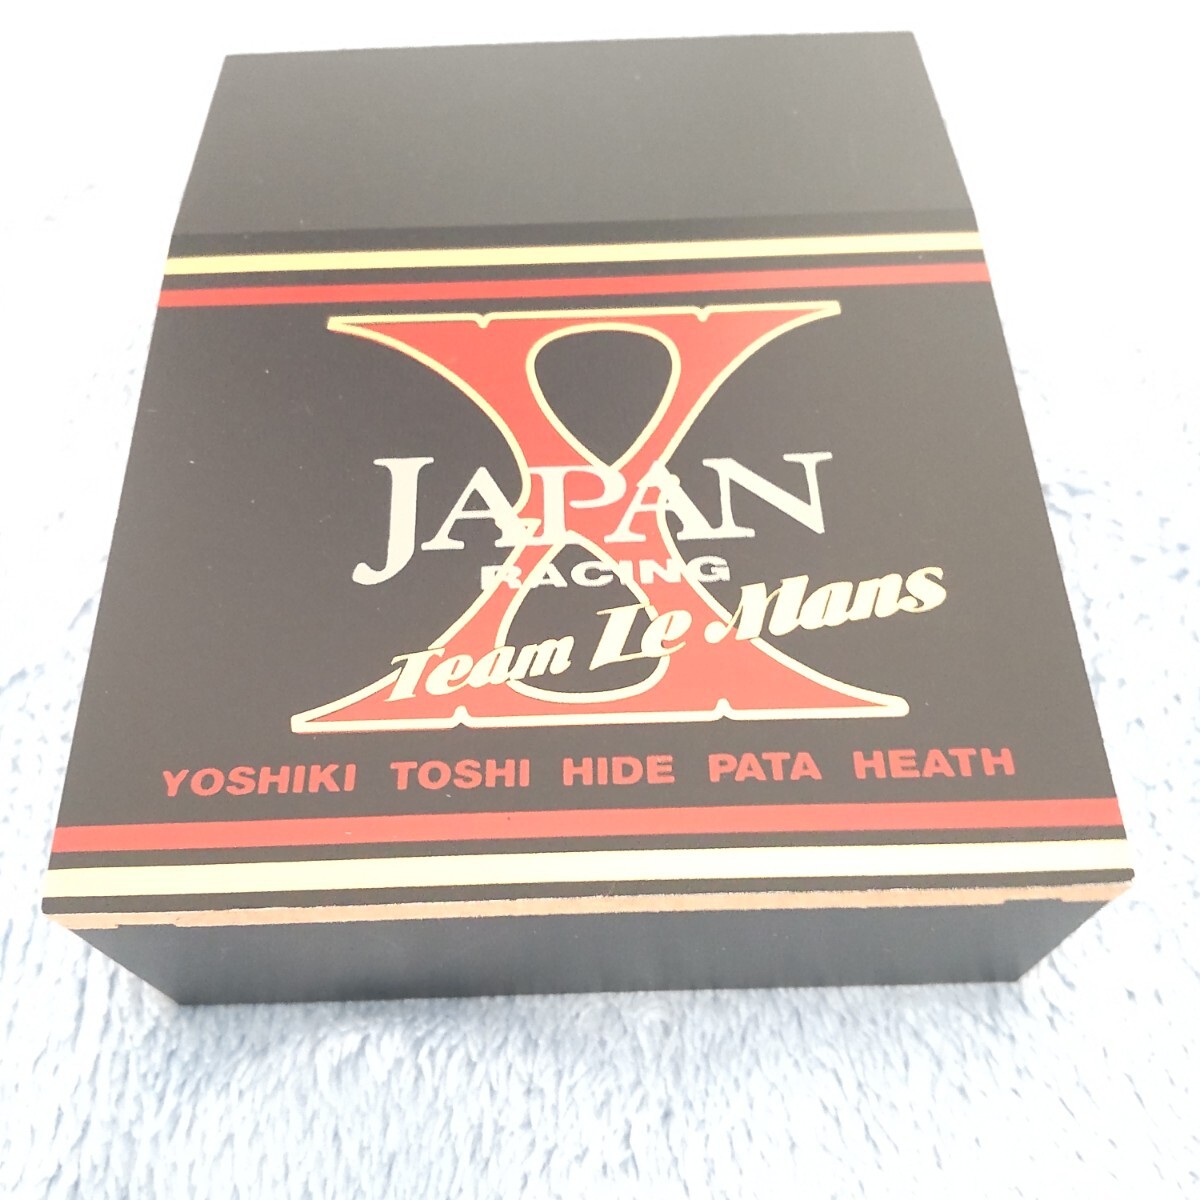 X
JAPAN
RACING
Team Le Mans
YOSHIKI TOSHI HIDE PATA HEATH